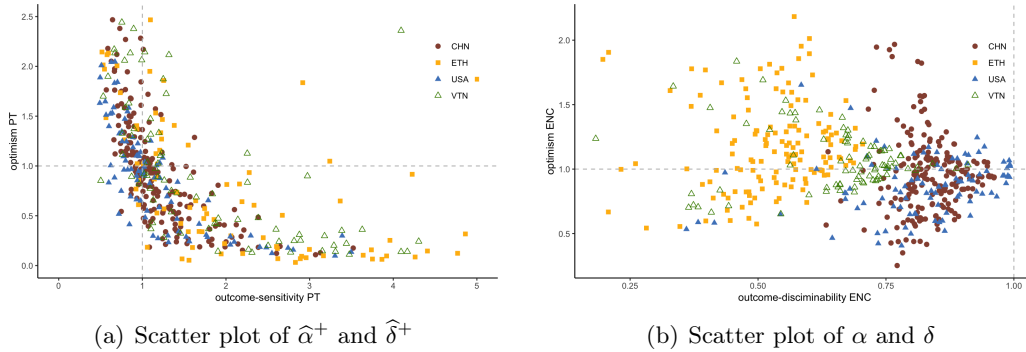 2.5
2.0
1.5
1.0
0.5
0.0
optimism PT
0 1 2 3 4 5
outcome-sensitivity PT
CHN
ETH
USA
VTN
(a) Scatter plot of α̂⁺ and δ̂⁺
2.0
1.5
1.0
0.5
optimism ENC
0.25 0.50 0.75 1.00
outcome-disciminability ENC
CHN
ETH
USA
VTN
(b) Scatter plot of α and δ